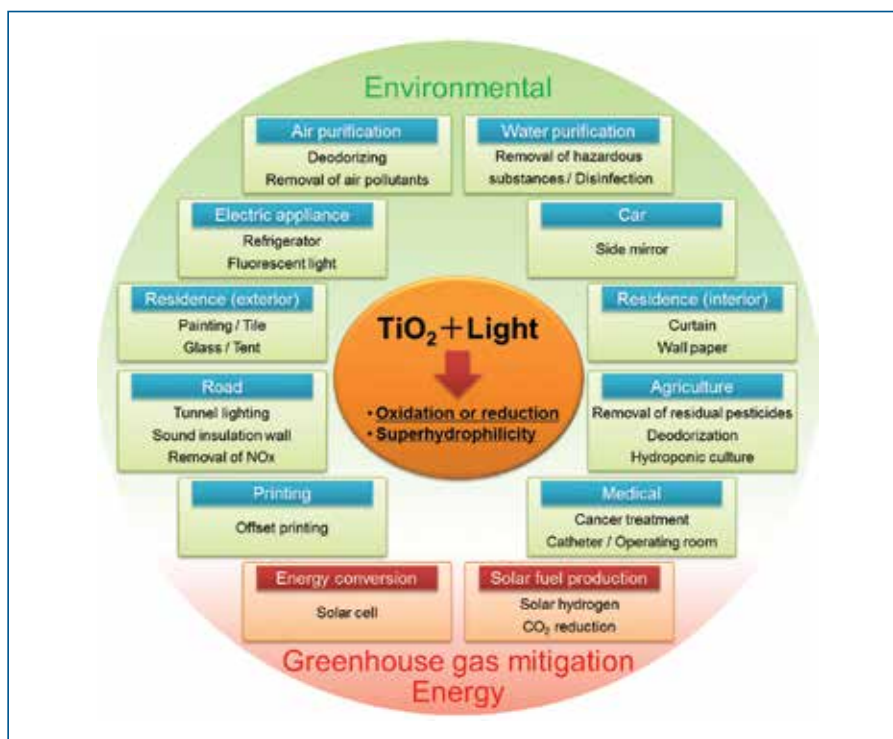 Environmental
Air purification
Deodorizing
Removal of air pollutants
Water purification
Removal of hazardous
substances / Disinfection
Electric appliance
Refrigerator
Fluorescent light
Car
Side mirror
Residence (exterior)
Painting / Tile
Glass / Tent
TiO₂+Light
• Oxidation or reduction
• Superhydrophilicity
Residence (interior)
Curtain
Wall paper
Road
Tunnel lighting
Sound insulation wall
Removal of NOx
Agriculture
Removal of residual pesticides
Deodorization
Hydroponic culture
Printing
Offset printing
Medical
Cancer treatment
Catheter / Operating room
Energy conversion
Solar cell
Solar fuel production
Solar hydrogen
CO₂ reduction
Greenhouse gas mitigation
Energy